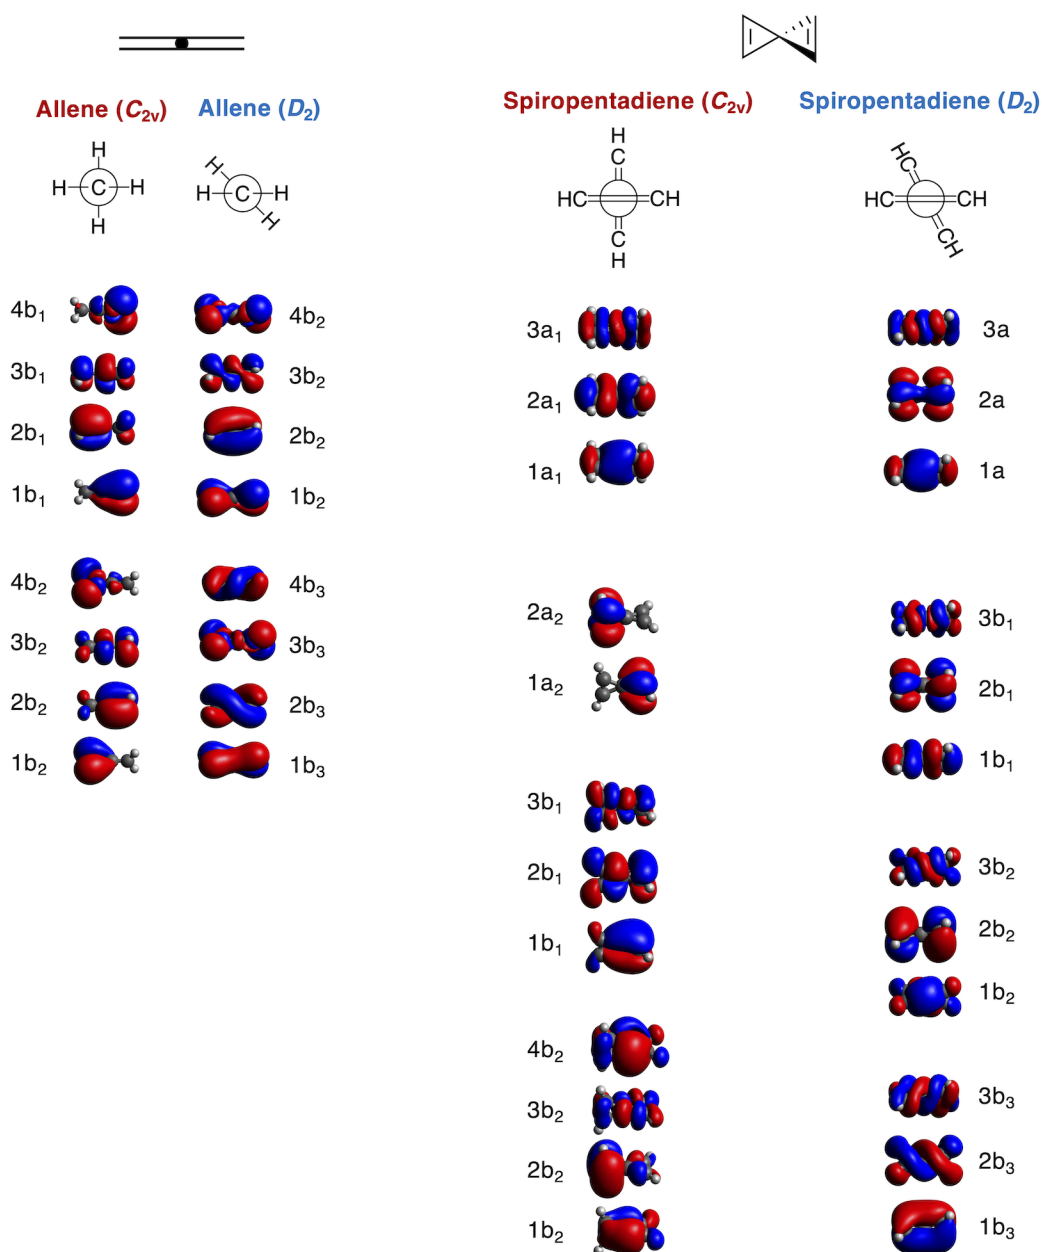 Allene (C2v)
Allene (D2)
Spiropentadiene (C2v)
Spiropentadiene (D2)
H
H C H
H
H
H C H
H
H
C
HC CH
C
H
HC
HC CH
CH
4b1
4b2
3b1
3b2
2b1
2b2
1b1
1b2
4b2
4b3
3b2
3b3
2b2
2b3
1b2
1b3
3a1
3a
2a1
2a
1a1
1a
2a2
3b1
1a2
2b1
1b1
3b1
3b2
2b1
2b2
1b1
1b2
4b2
3b2
3b3
2b2
2b3
1b2
1b3